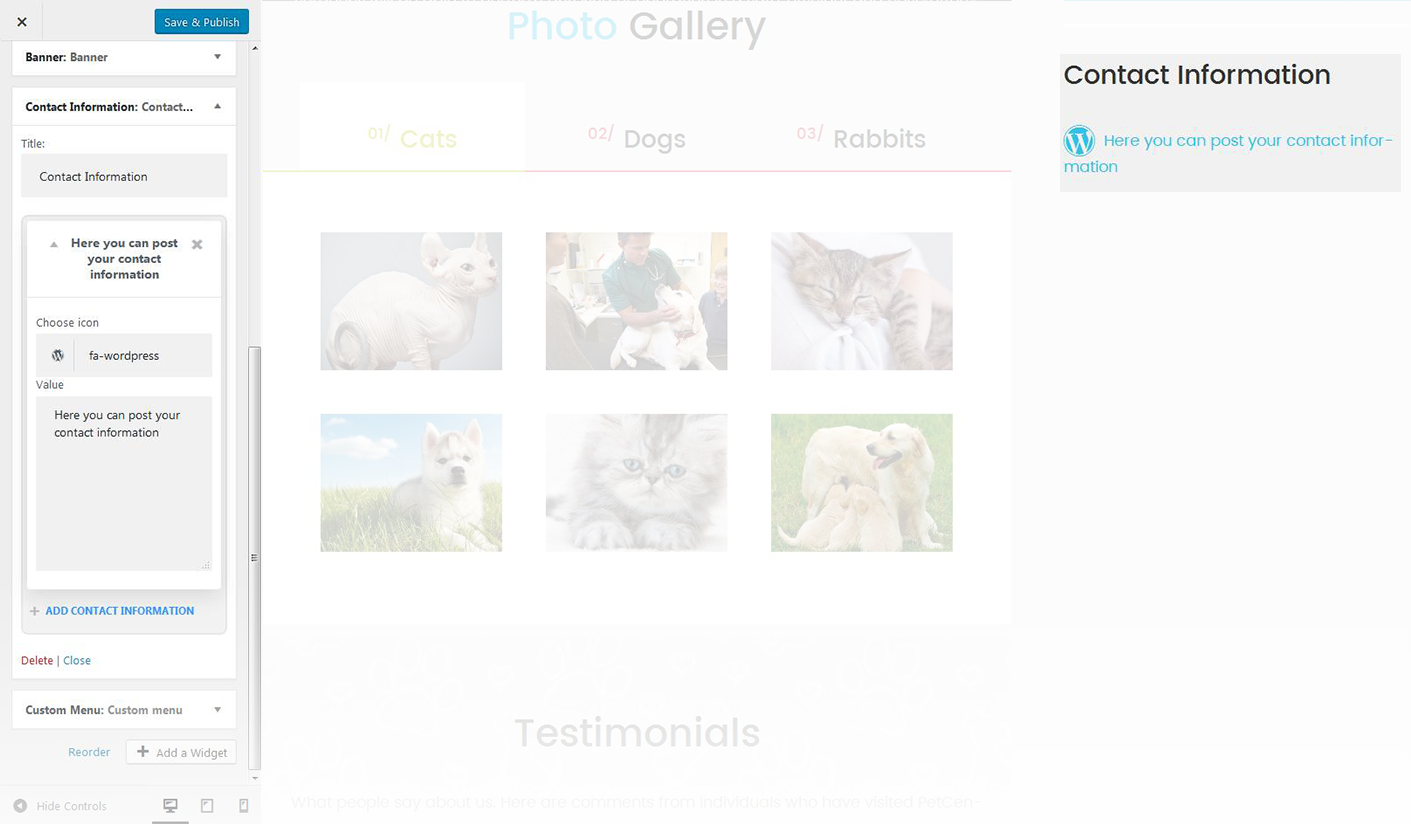 Save & Publish
Banner: Banner
Contact Information: Contact...
Title:
Contact Information
Here you can post
your contact
information
Choose icon
fa-wordpress
Value
Here you can post your
contact information
ADD CONTACT INFORMATION
Delete | Close
Custom Menu: Custom menu
Reorder
Add a Widget
Hide Controls
Photo Gallery
01/ Cats
02/ Dogs
03/ Rabbits
Testimonials
What people say about us. Here are comments from individuals who have visited PetCen-
Contact Information
Here you can post your contact infor-
mation